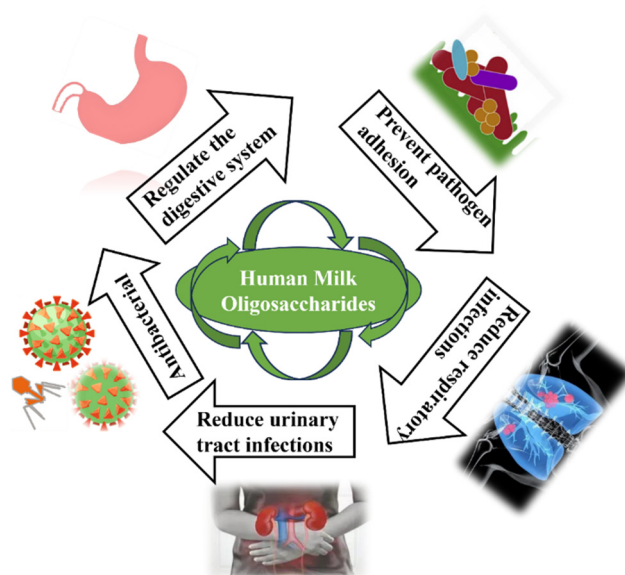 Regulate the
digestive system
Prevent pathogen
adhesion
Human Milk
Oligosaccharides
Reduce respiratory
infections
Reduce urinary
tract infections
Antibacterial